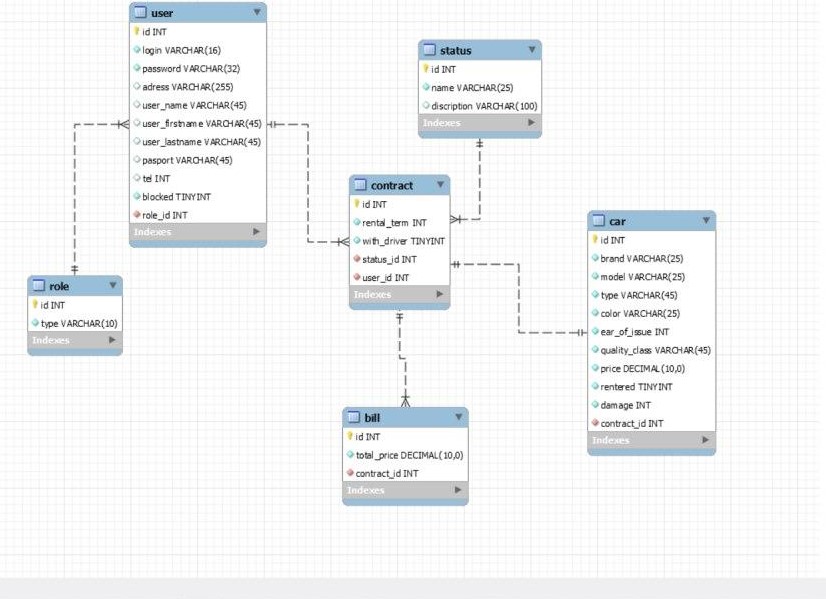 user
id INT
login VARCHAR(16)
password VARCHAR(32)
adress VARCHAR(255)
user_name VARCHAR(45)
user_firstname VARCHAR(45)
user_lastname VARCHAR(45)
pasport VARCHAR(45)
tel INT
blocked TINYINT
role_id INT
Indexes
status
id INT
name VARCHAR(25)
discription VARCHAR(100)
Indexes
contract
id INT
rental_term INT
with_driver TINYINT
status_id INT
user_id INT
Indexes
car
id INT
brand VARCHAR(25)
model VARCHAR(25)
type VARCHAR(45)
color VARCHAR(25)
ear_of_issue INT
quality_class VARCHAR(45)
price DECIMAL(10,0)
rentered TINYINT
damage INT
contract_id INT
Indexes
role
id INT
type VARCHAR(10)
Indexes
bill
id INT
total_price DECIMAL(10,0)
contract_id INT
Indexes